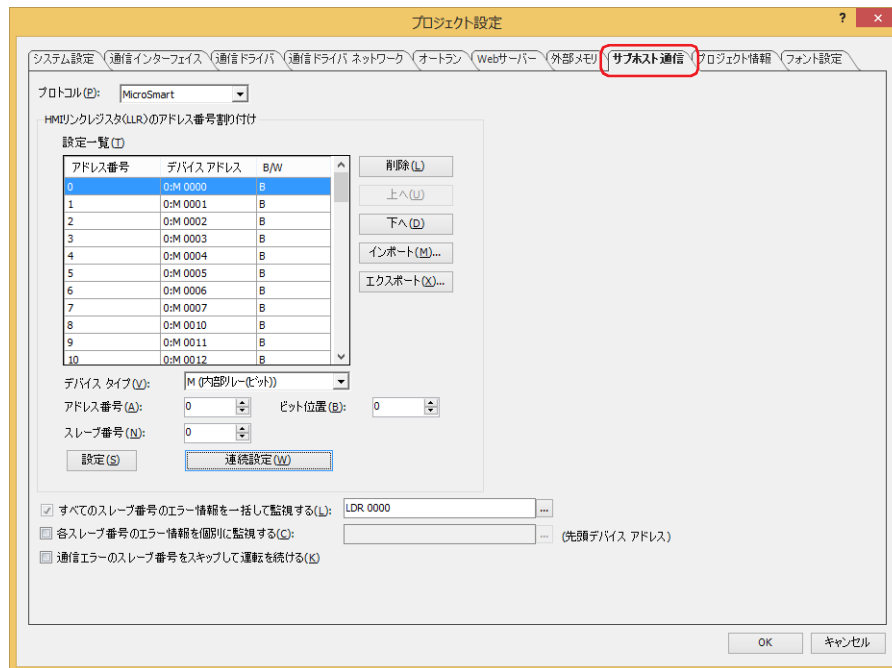 プロジェクト設定
? ×
システム設定 通信インターフェイス 通信ドライバ 通信ドライバ ネットワーク オートラン Webサーバー 外部メモリ サブホスト通信 プロジェクト情報 フォント設定
プロトコル(P): MicroSmart
HMIリンクレジスタ(LLR)のアドレス番号割り付け
設定一覧(T)
アドレス番号 デバイス アドレス B/W
0 0:M 0000 B
1 0:M 0001 B
2 0:M 0002 B
3 0:M 0003 B
4 0:M 0004 B
5 0:M 0005 B
6 0:M 0006 B
7 0:M 0007 B
8 0:M 0010 B
9 0:M 0011 B
10 0:M 0012 B
削除(L)
上へ(U)
下へ(D)
インポート(M)...
エクスポート(X)...
デバイス タイプ(V): M (内部リレー(ビット))
アドレス番号(A): 0 ビット位置(B): 0
スレーブ番号(N): 0
設定(S) 連続設定(W)
すべてのスレーブ番号のエラー情報を一括して監視する(L): LDR 0000 ...
各スレーブ番号のエラー情報を個別に監視する(C): ... (先頭デバイス アドレス)
通信エラーのスレーブ番号をスキップして運転を続ける(K)
OK キャンセル